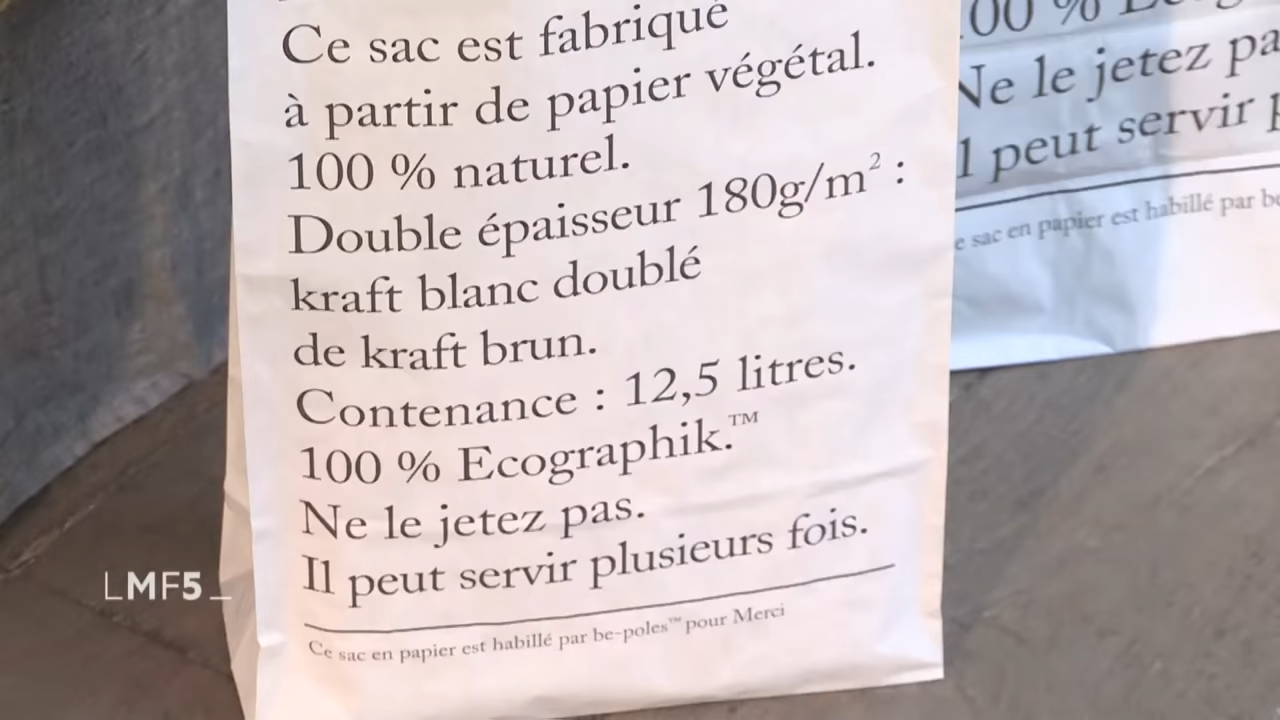 Ce sac est fabriqué
à partir de papier végétal.
100 % naturel.
Double épaisseur 180g/m² :
kraft blanc doublé
de kraft brun.
Contenance : 12,5 litres.
100 % Ecographik.™
Ne le jetez pas.
Il peut servir plusieurs fois.
Ce sac en papier est habillé par be-poles™ pour Merci
00 %
Ne le jetez pa
l peut servir
e sac en papier est habillé par be
LMF5_